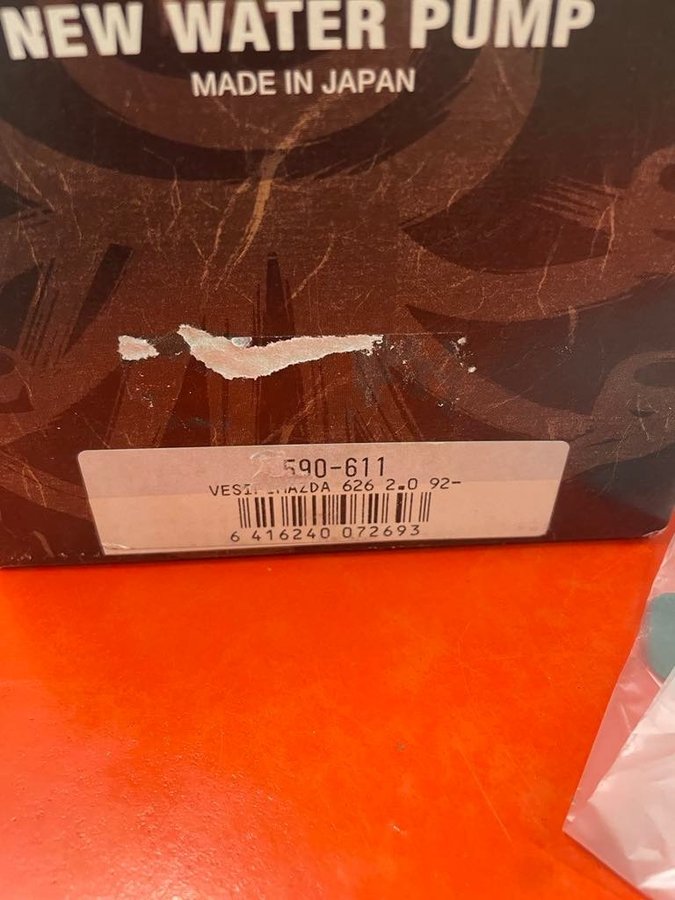 NEW WATER PUMP
MADE IN JAPAN
590-611
MAZDA 626 2.0 92-
6 416240 072693